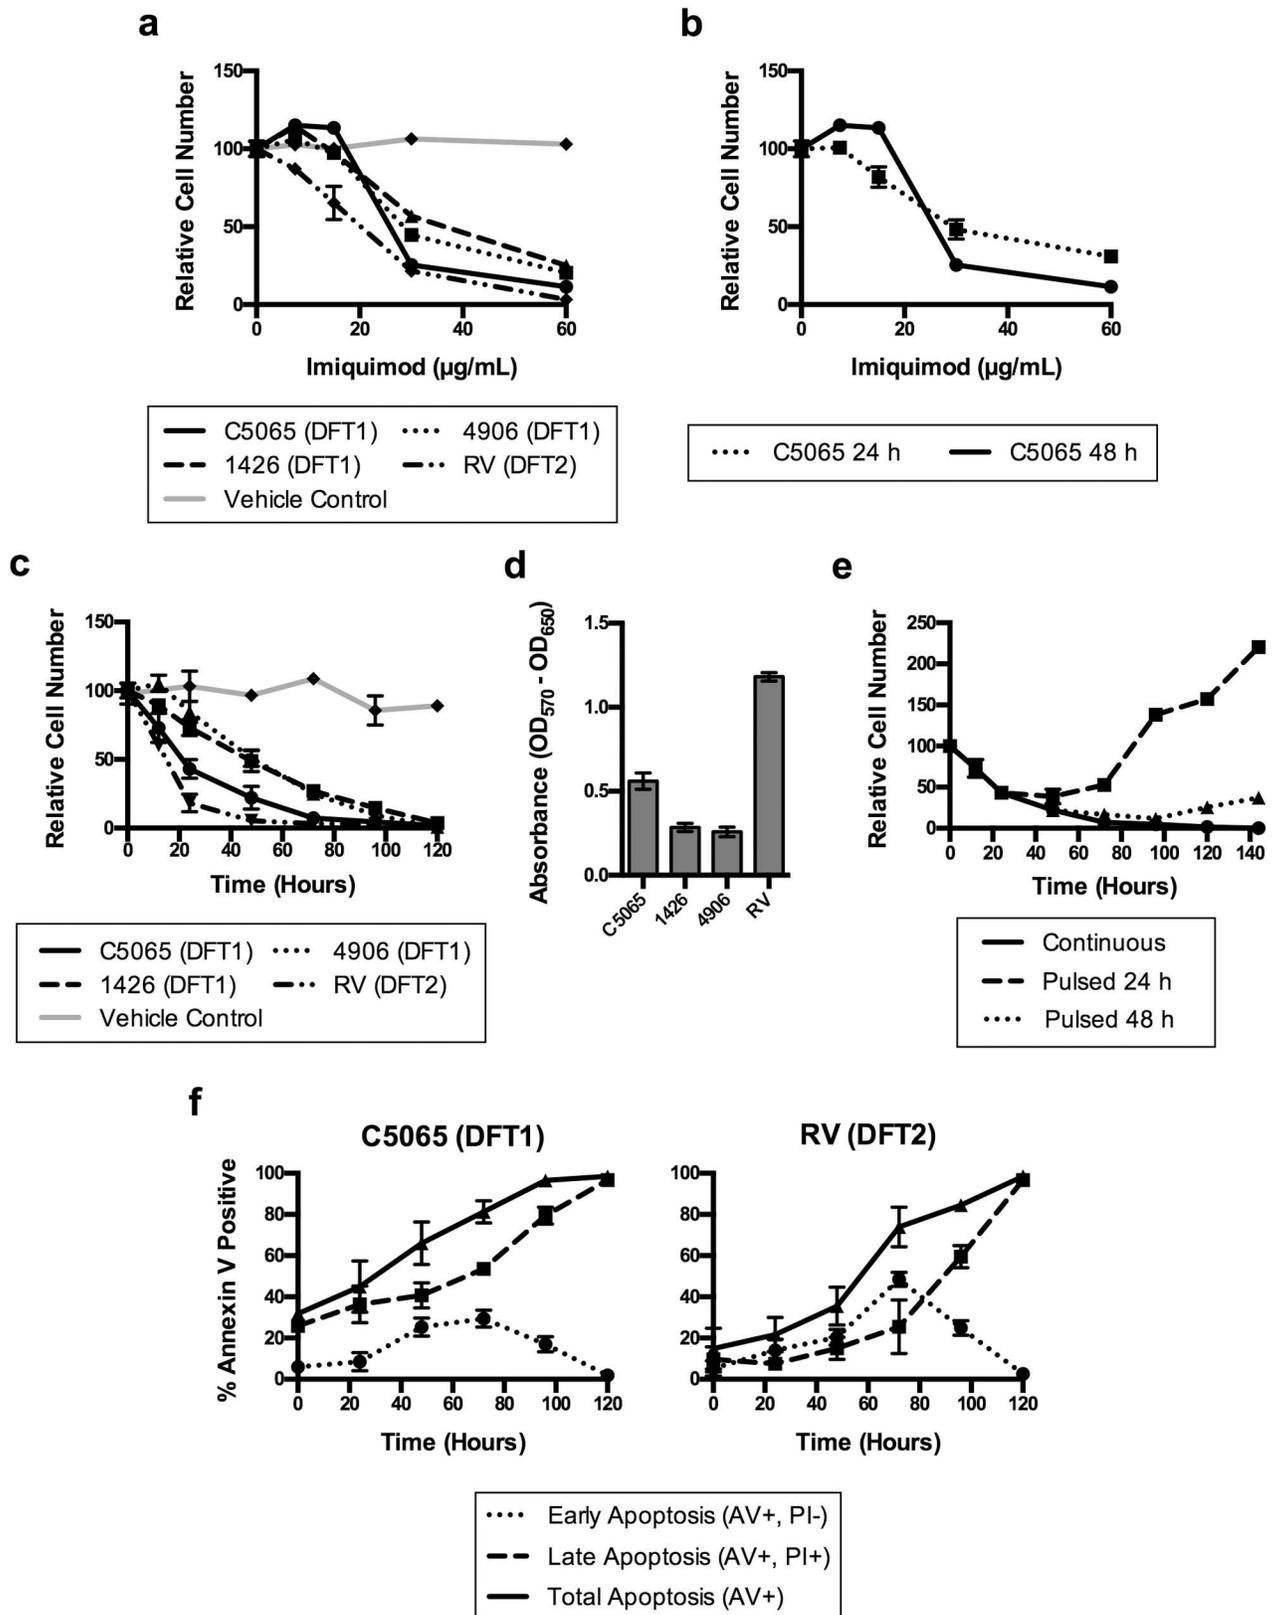 a
150
100
50
0
Relative Cell Number
0 20 40 60
Imiquimod (µg/mL)
C5065 (DFT1) 4906 (DFT1)
1426 (DFT1) RV (DFT2)
Vehicle Control
b
150
100
50
0
Relative Cell Number
0 20 40 60
Imiquimod (µg/mL)
C5065 24 h C5065 48 h
c
150
100
50
0
Relative Cell Number
0 20 40 60 80 100 120
Time (Hours)
C5065 (DFT1) 4906 (DFT1)
1426 (DFT1) RV (DFT2)
Vehicle Control
d
1.5
1.0
0.5
0.0
Absorbance (OD570 - OD650)
C5065 1426 4906 RV
e
250
200
150
100
50
0
Relative Cell Number
0 20 40 60 80 100 120 140
Time (Hours)
Continuous
Pulsed 24 h
Pulsed 48 h
f
C5065 (DFT1)
100
80
60
40
20
0
% Annexin V Positive
0 20 40 60 80 100 120
Time (Hours)
RV (DFT2)
100
80
60
40
20
0
0 20 40 60 80 100 120
Time (Hours)
Early Apoptosis (AV+, PI-)
Late Apoptosis (AV+, PI+)
Total Apoptosis (AV+)